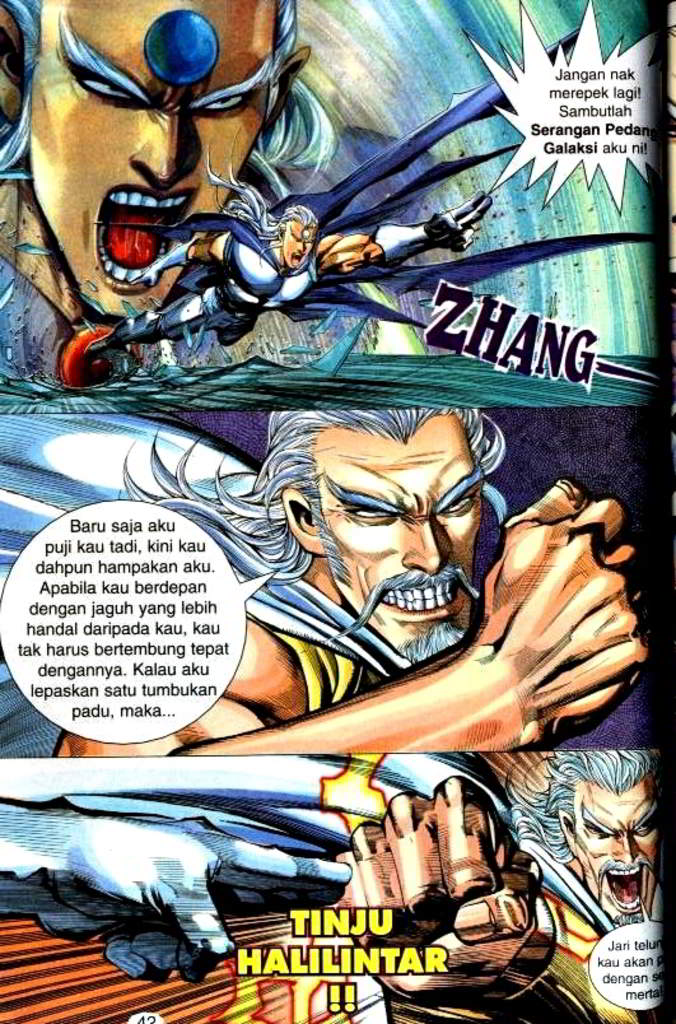 Jangan nak
merepek lagi!
Sambutlah
Serangan Pedang
Galaksi aku ni!
ZHANG
Baru saja aku
puji kau tadi, kini kau
dahpun hampakan aku.
Apabila kau berdepan
dengan jaguh yang lebih
handal daripada kau, kau
tak harus bertembung tepat
dengannya. Kalau aku
lepaskan satu tumbukan
padu, maka...
TINJU
HALILINTAR
!!
Jari
kau akan
dengan
merta